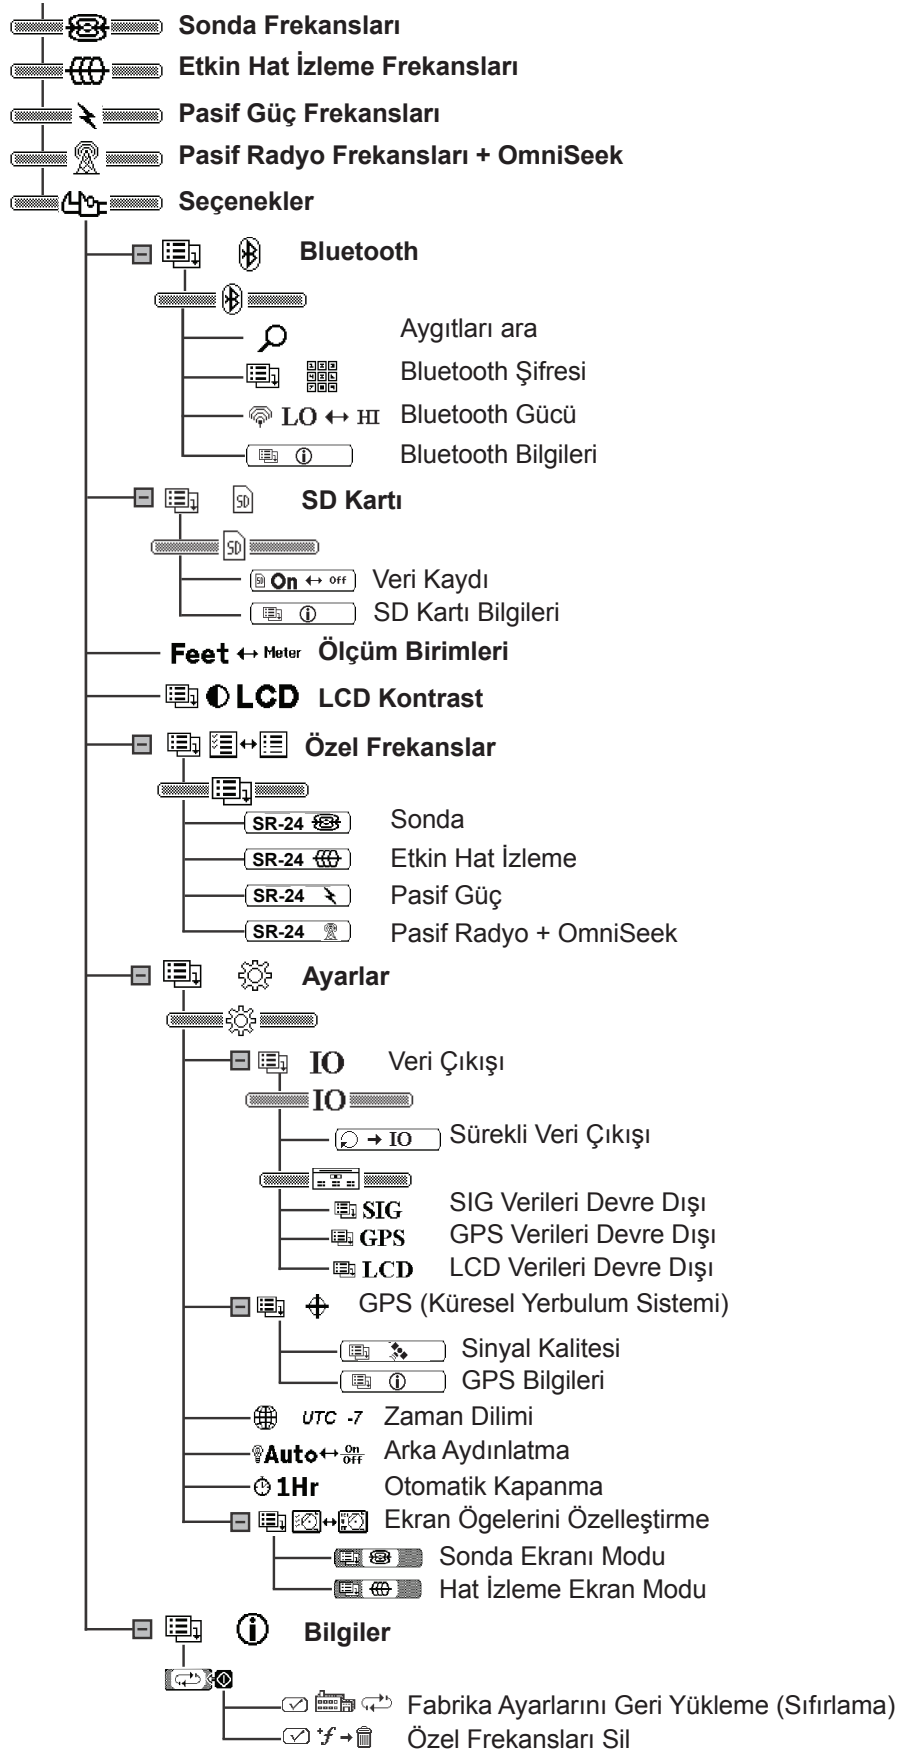 Sonda Frekansları
Etkin Hat İzleme Frekansları
Pasif Güç Frekansları
Pasif Radyo Frekansları + OmniSeek
Seçenekler
Bluetooth
Aygıtları ara
Bluetooth Şifresi
LO ↔ HI Bluetooth Gücü
Bluetooth Bilgileri
SD SD Kartı
SD
SD On ↔ Off Veri Kaydı
SD Kartı Bilgileri
Feet ↔ Meter Ölçüm Birimleri
LCD LCD Kontrast
Özel Frekanslar
SR-24 Sonda
SR-24 Etkin Hat İzleme
SR-24 Pasif Güç
SR-24 Pasif Radyo + OmniSeek
Ayarlar
IO Veri Çıkışı
IO
→ IO Sürekli Veri Çıkışı
SIG SIG Verileri Devre Dışı
GPS GPS Verileri Devre Dışı
LCD LCD Verileri Devre Dışı
GPS (Küresel Yerbulum Sistemi)
Sinyal Kalitesi
GPS Bilgileri
UTC -7 Zaman Dilimi
Auto ↔ On Off Arka Aydınlatma
1Hr Otomatik Kapanma
Ekran Ögelerini Özelleştirme
Sonda Ekranı Modu
Hat İzleme Ekran Modu
Bilgiler
Fabrika Ayarlarını Geri Yükleme (Sıfırlama)
+f → Özel Frekansları Sil